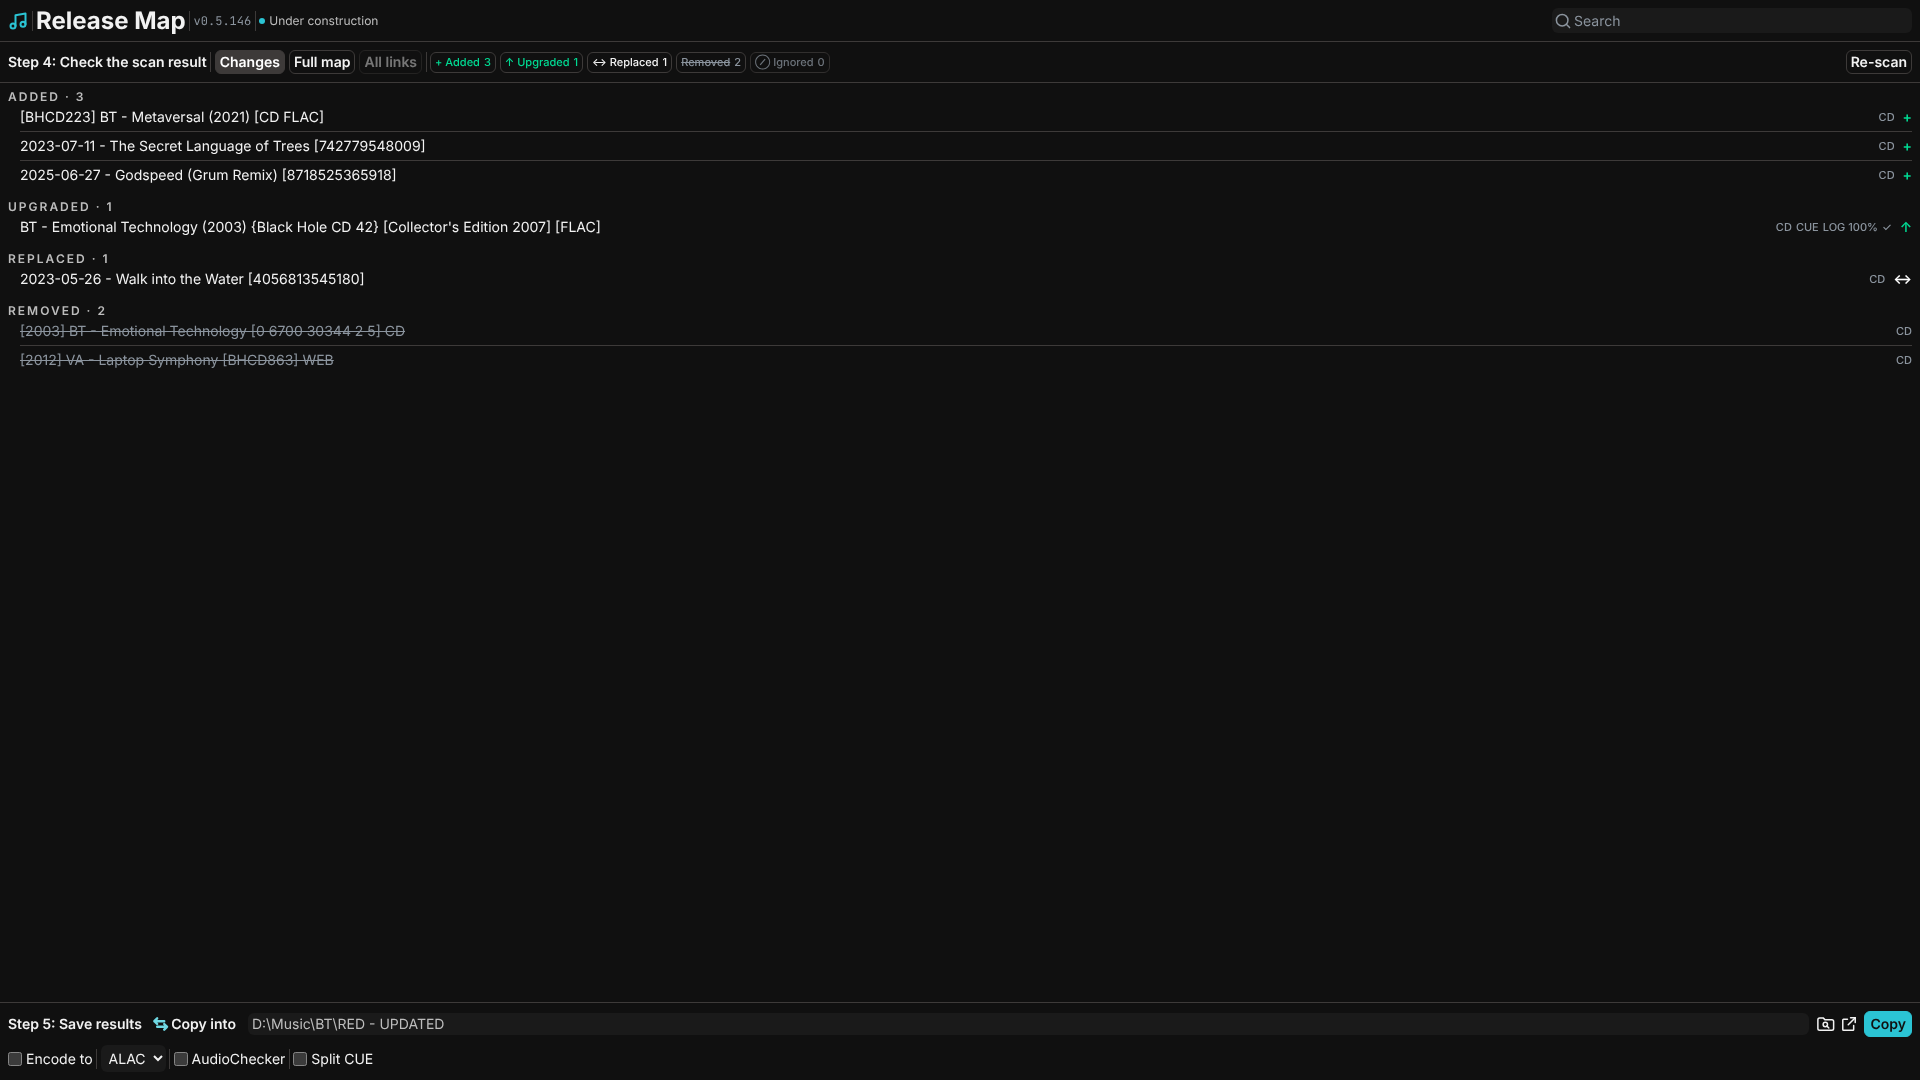 Release Map v0.5.146 Under construction Search
Step 4: Check the scan result Changes Full map All links + Added 3 ↑ Upgraded 1 ↔ Replaced 1 Removed 2 Ignored 0 Re-scan
ADDED · 3
[BHCD223] BT - Metaversal (2021) [CD FLAC] CD +
2023-07-11 - The Secret Language of Trees [742779548009] CD +
2025-06-27 - Godspeed (Grum Remix) [8718525365918] CD +
UPGRADED · 1
BT - Emotional Technology (2003) {Black Hole CD 42} [Collector's Edition 2007] [FLAC] CD CUE LOG 100% ✓ ↑
REPLACED · 1
2023-05-26 - Walk into the Water [4056813545180] CD ↔
REMOVED · 2
[2003] BT - Emotional Technology [0 6700 30344 2 5] CD CD
[2012] VA - Laptop Symphony [BHCD863] WEB CD
Step 5: Save results Copy into D:\Music\BT\RED - UPDATED Copy
Encode to ALAC AudioChecker Split CUE